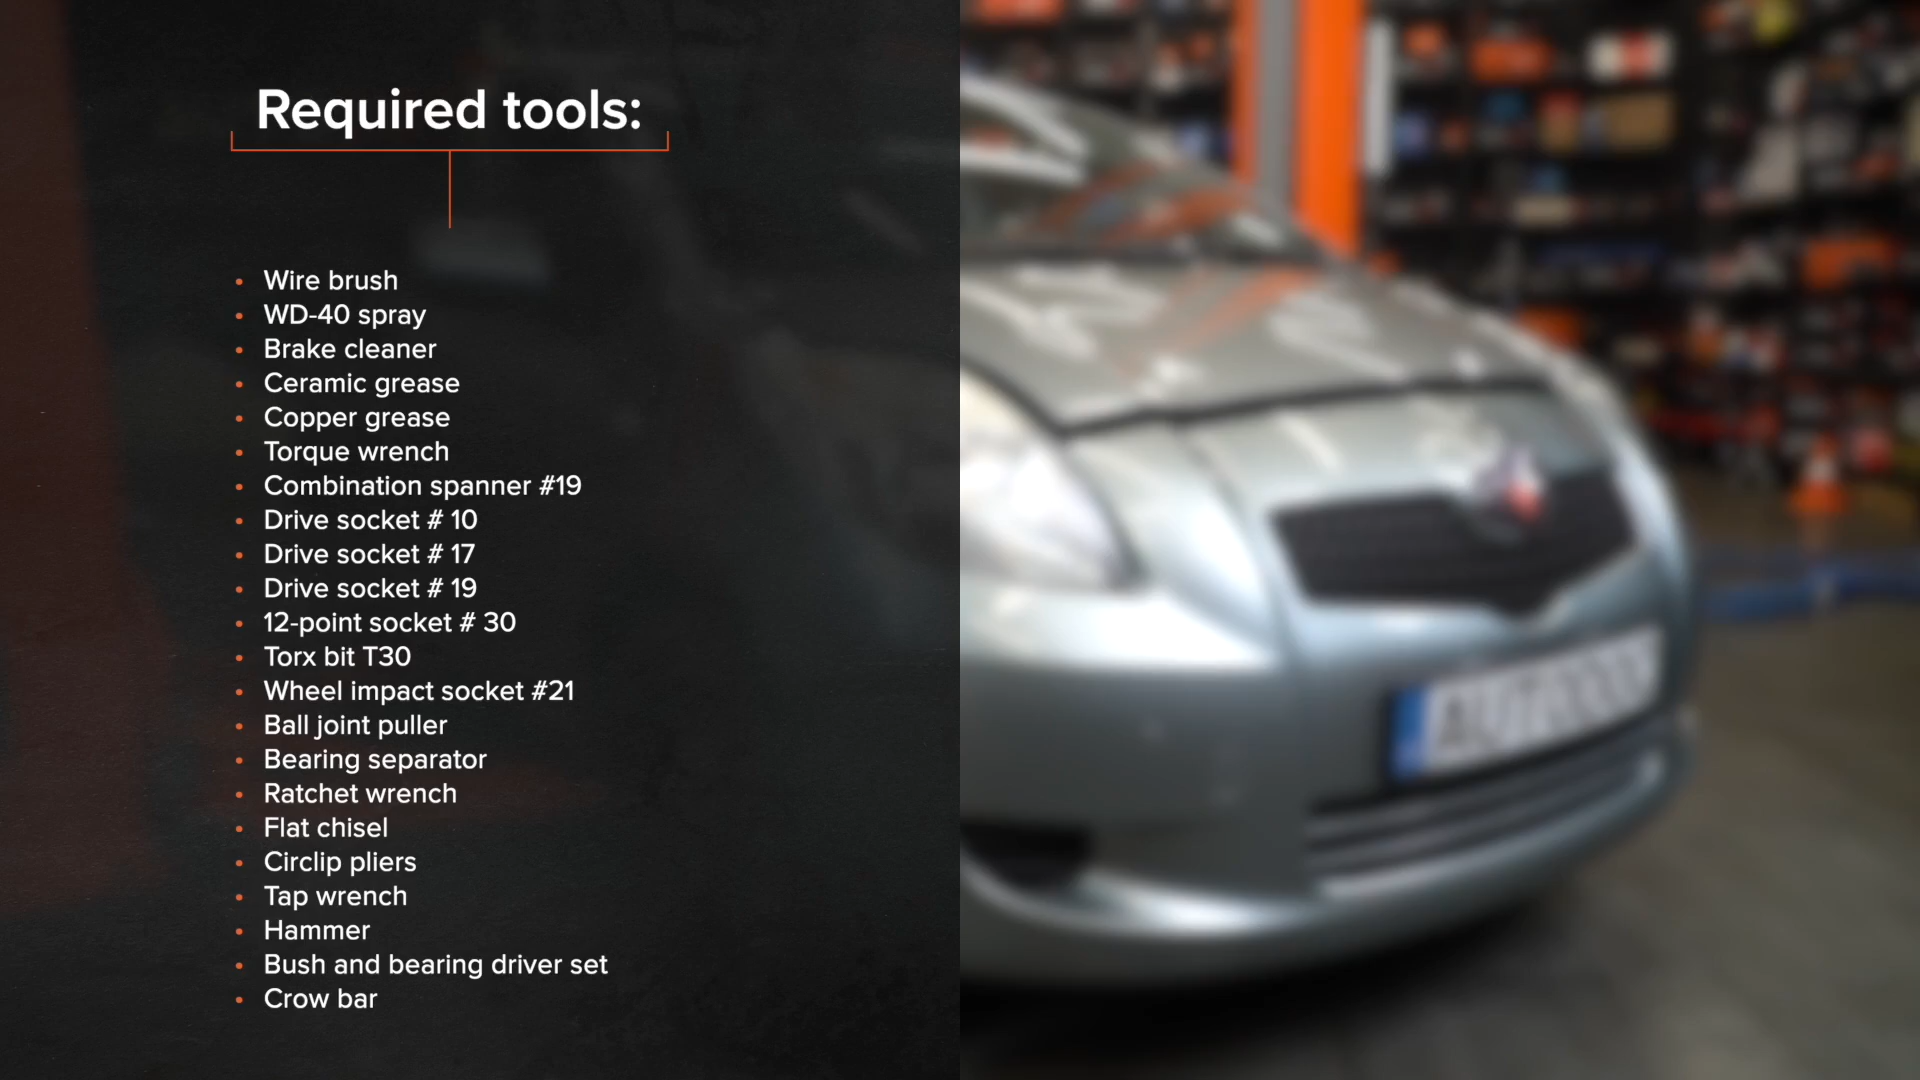 Required tools:
• Wire brush
• WD-40 spray
• Brake cleaner
• Ceramic grease
• Copper grease
• Torque wrench
• Combination spanner #19
• Drive socket # 10
• Drive socket # 17
• Drive socket # 19
• 12-point socket # 30
• Torx bit T30
• Wheel impact socket #21
• Ball joint puller
• Bearing separator
• Ratchet wrench
• Flat chisel
• Circlip pliers
• Tap wrench
• Hammer
• Bush and bearing driver set
• Crow bar